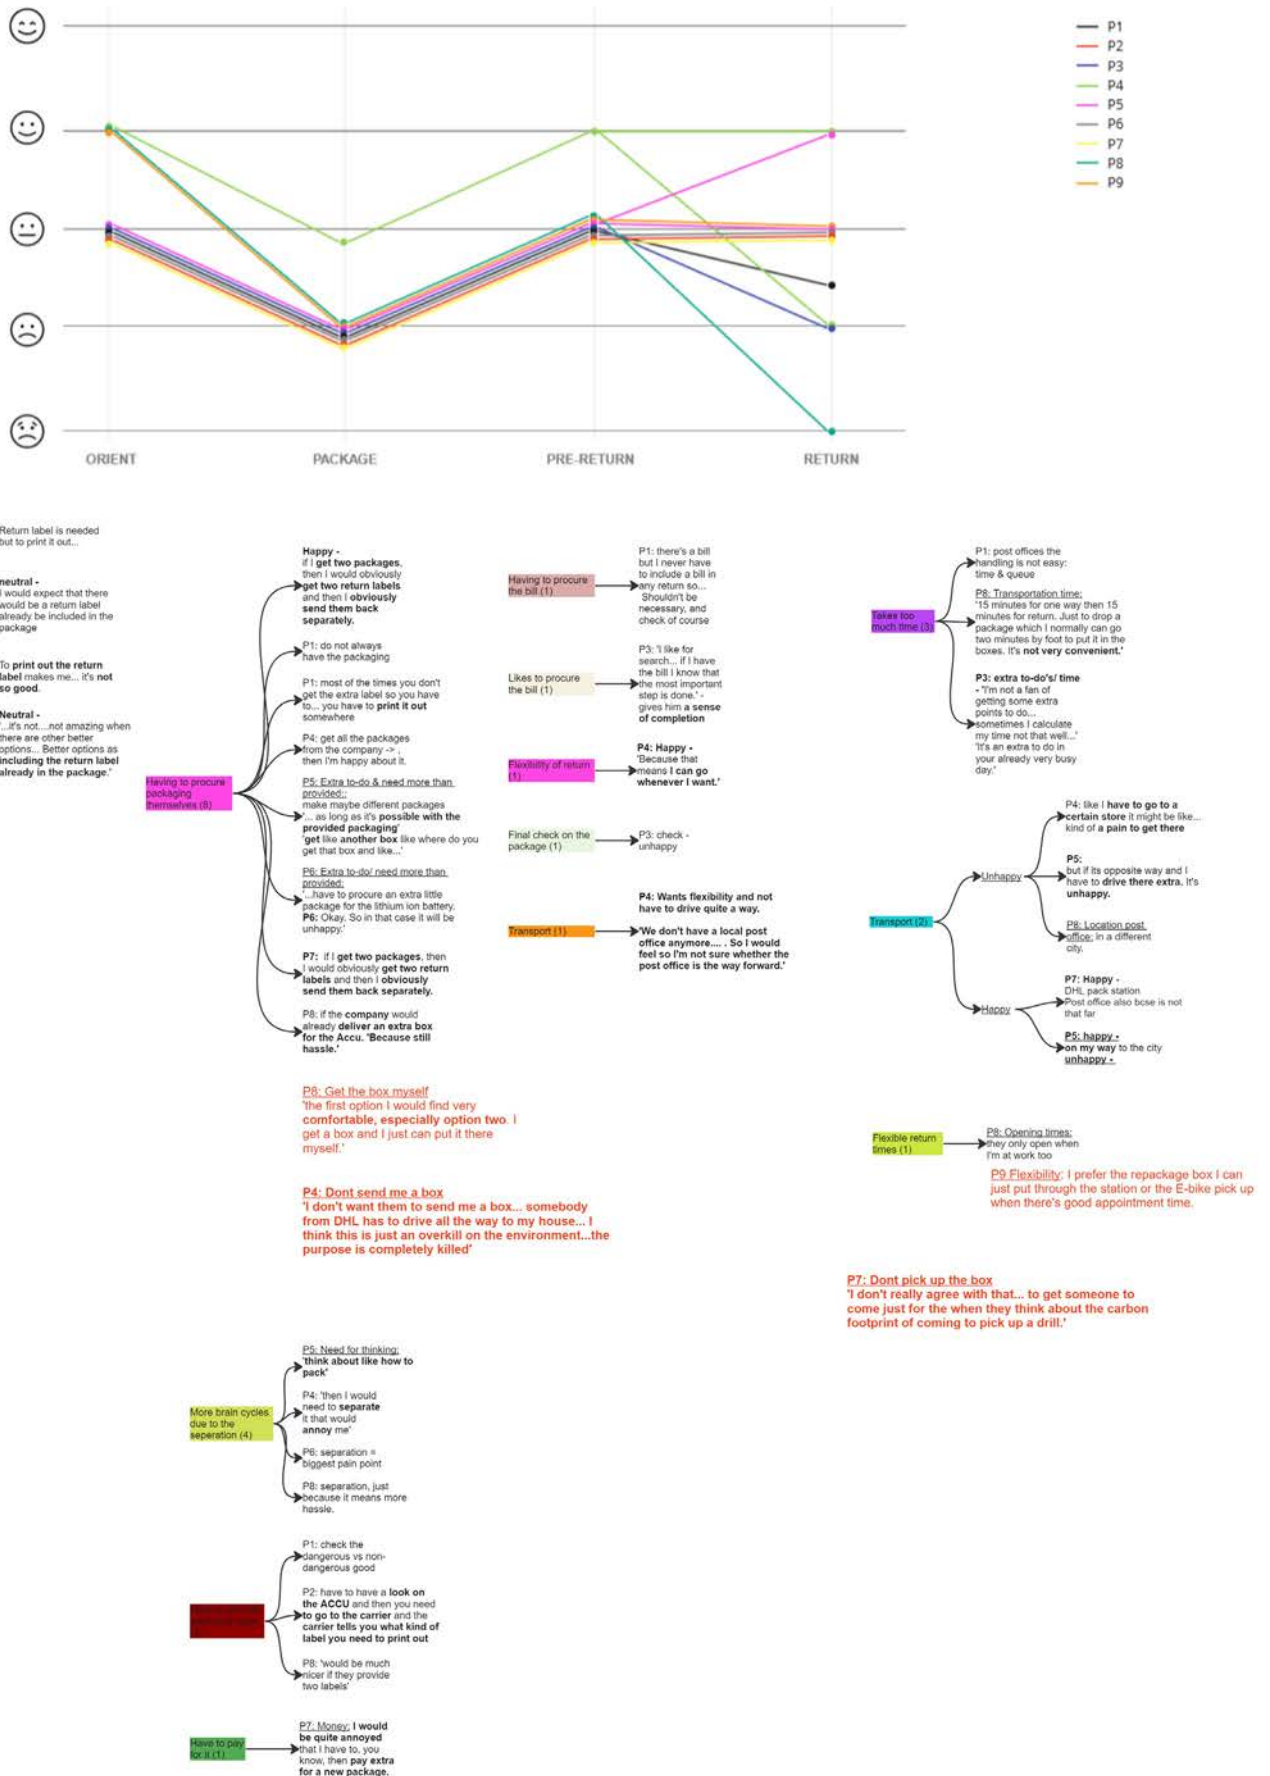 P1
P2
P3
P4
P5
P6
P7
P8
P9
ORIENT
PACKAGE
PRE-RETURN
RETURN
Return label is needed
but to print it out...
neutral -
I would expect that there
would be a return label
already be included in the
package
To print out the return
label makes me... it's not
so good.
Neutral -
'...it's not....not amazing when
there are other better
options... Better options as
including the return label
already in the package.'
Having to procure
packaging
themselves (8)
Happy -
if I get two packages,
then I would obviously
get two return labels
and then I obviously
send them back
separately.
P1: do not always
have the packaging
P1: most of the times you don't
get the extra label so you have
to... you have to print it out
somewhere
P4: get all the packages
from the company -> ,
then I'm happy about it.
P5: Extra to-do & need more than
provided::
make maybe different packages
'... as long as it's possible with the
provided packaging'
'get like another box like where do you
get that box and like...'
P6: Extra to-do/ need more than
provided:
'...have to procure an extra little
package for the lithium ion battery.
P6: Okay. So in that case it will be
unhappy.'
P7: if I get two packages, then
I would obviously get two return
labels and then I obviously
send them back separately.
P8: if the company would
already deliver an extra box
for the Accu. 'Because still
hassle.'
P8: Get the box myself
'the first option I would find very
comfortable, especially option two. I
get a box and I just can put it there
myself.'
P4: Dont send me a box
'I don't want them to send me a box... somebody
from DHL has to drive all the way to my house... I
think this is just an overkill on the environment...the
purpose is completely killed'
More brain cycles
due to the
seperation (4)
P5: Need for thinking:
'think about like how to
pack'
P4: 'then I would
need to separate
it that would
annoy me'
P6: separation =
biggest pain point
P8: separation, just
because it means more
hassle.
P1: check the
dangerous vs non-
dangerous good
P2: have to have a look on
the ACCU and then you need
to go to the carrier and the
carrier tells you what kind of
label you need to print out
P8: 'would be much
nicer if they provide
two labels'
Have to pay
for it (1)
P7: Money: I would
be quite annoyed
that I have to, you
know, then pay extra
for a new package.
Having to procure
the bill (1)
P1: there's a bill
but I never have
to include a bill in
any return so...
Shouldn't be
necessary, and
check of course
Likes to procure
the bill (1)
P3: 'I like for
search... if I have
the bill I know that
the most important
step is done.' -
gives him a sense
of completion
Flexibility of return
(1)
P4: Happy -
'Because that
means I can go
whenever I want.'
Final check on the
package (1)
P3: check -
unhappy
Transport (1)
P4: Wants flexibility and not
have to drive quite a way.
'We don't have a local post
office anymore.... . So I would
feel so I'm not sure whether the
post office is the way forward.'
Takes too
much time (3)
P1: post offices the
handling is not easy:
time & queue
P8: Transportation time:
'15 minutes for one way then 15
minutes for return. Just to drop a
package which I normally can go
two minutes by foot to put it in the
boxes. It's not very convenient.'
P3: extra to-do's/ time
- "I'm not a fan of
getting some extra
points to do...
sometimes I calculate
my time not that well...'
'It's an extra to do in
your already very busy
day.'
Transport (2)
Unhappy
P4: like I have to go to a
certain store it might be like...
kind of a pain to get there
P5:
but if its opposite way and I
have to drive there extra. It's
unhappy.
P8: Location post
office: in a different
city.
Happy
P7: Happy -
DHL pack station
Post office also bcse is not
that far
P5: happy -
on my way to the city
unhappy -
Flexible return
times (1)
P8: Opening times:
they only open when
I'm at work too
P9 Flexibility: I prefer the repackage box I can
just put through the station or the E-bike pick up
when there's good appointment time.
P7: Dont pick up the box
'I don't really agree with that... to get someone to
come just for the when they think about the carbon
footprint of coming to pick up a drill.'